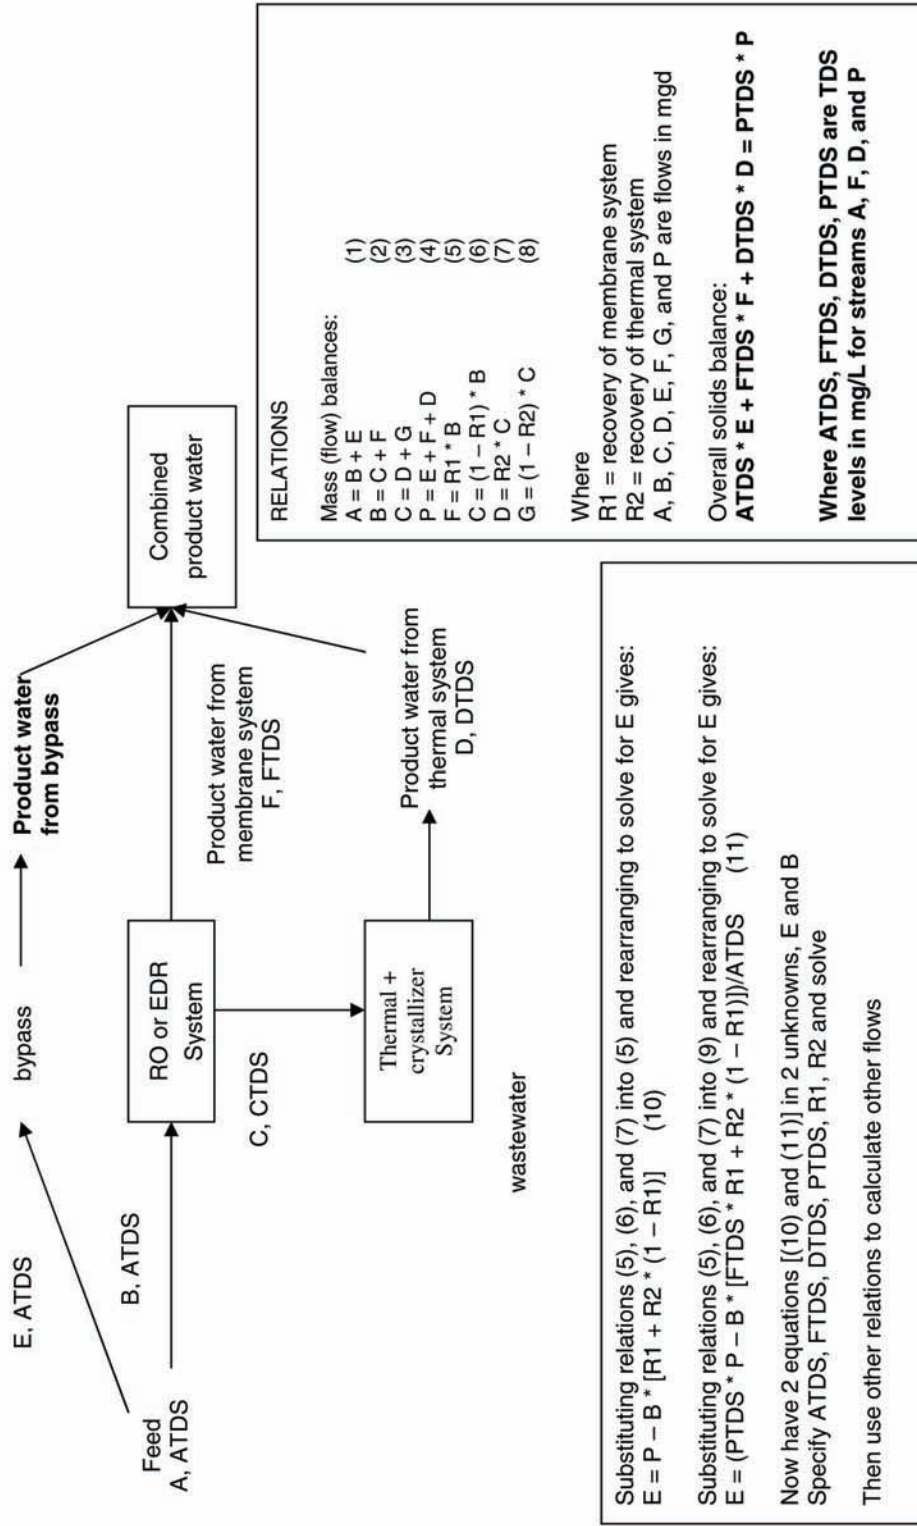 E, ATDS
bypass
Product water
from bypass
Feed
A, ATDS
B, ATDS
RO or EDR
System
Product water from
membrane system
F, FTDS
Combined
product water
C, CTDS
Thermal +
crystallizer
System
Product water from
thermal system
D, DTDS
wastewater
Substituting relations (5), (6), and (7) into (5) and rearranging to solve for E gives:
E = P – B * [R1 + R2 * (1 – R1)] (10)
Substituting relations (5), (6), and (7) into (9) and rearranging to solve for E gives:
E = (PTDS * P – B * [FTDS * R1 + R2 * (1 – R1)])/ATDS (11)
Now have 2 equations [(10) and (11)] in 2 unknowns, E and B
Specify ATDS, FTDS, DTDS, PTDS, R1, R2 and solve
Then use other relations to calculate other flows
RELATIONS
Mass (flow) balances:
A = B + E (1)
B = C + F (2)
C = D + G (3)
P = E + F + D (4)
F = R1 * B (5)
C = (1 – R1) * B (6)
D = R2 * C (7)
G = (1 – R2) * C (8)
Where
R1 = recovery of membrane system
R2 = recovery of thermal system
A, B, C, D, E, F, G, and P are flows in mgd
Overall solids balance:
ATDS * E + FTDS * F + DTDS * D = PTDS * P
Where ATDS, FTDS, DTDS, PTDS are TDS
levels in mg/L for streams A, F, D, and P